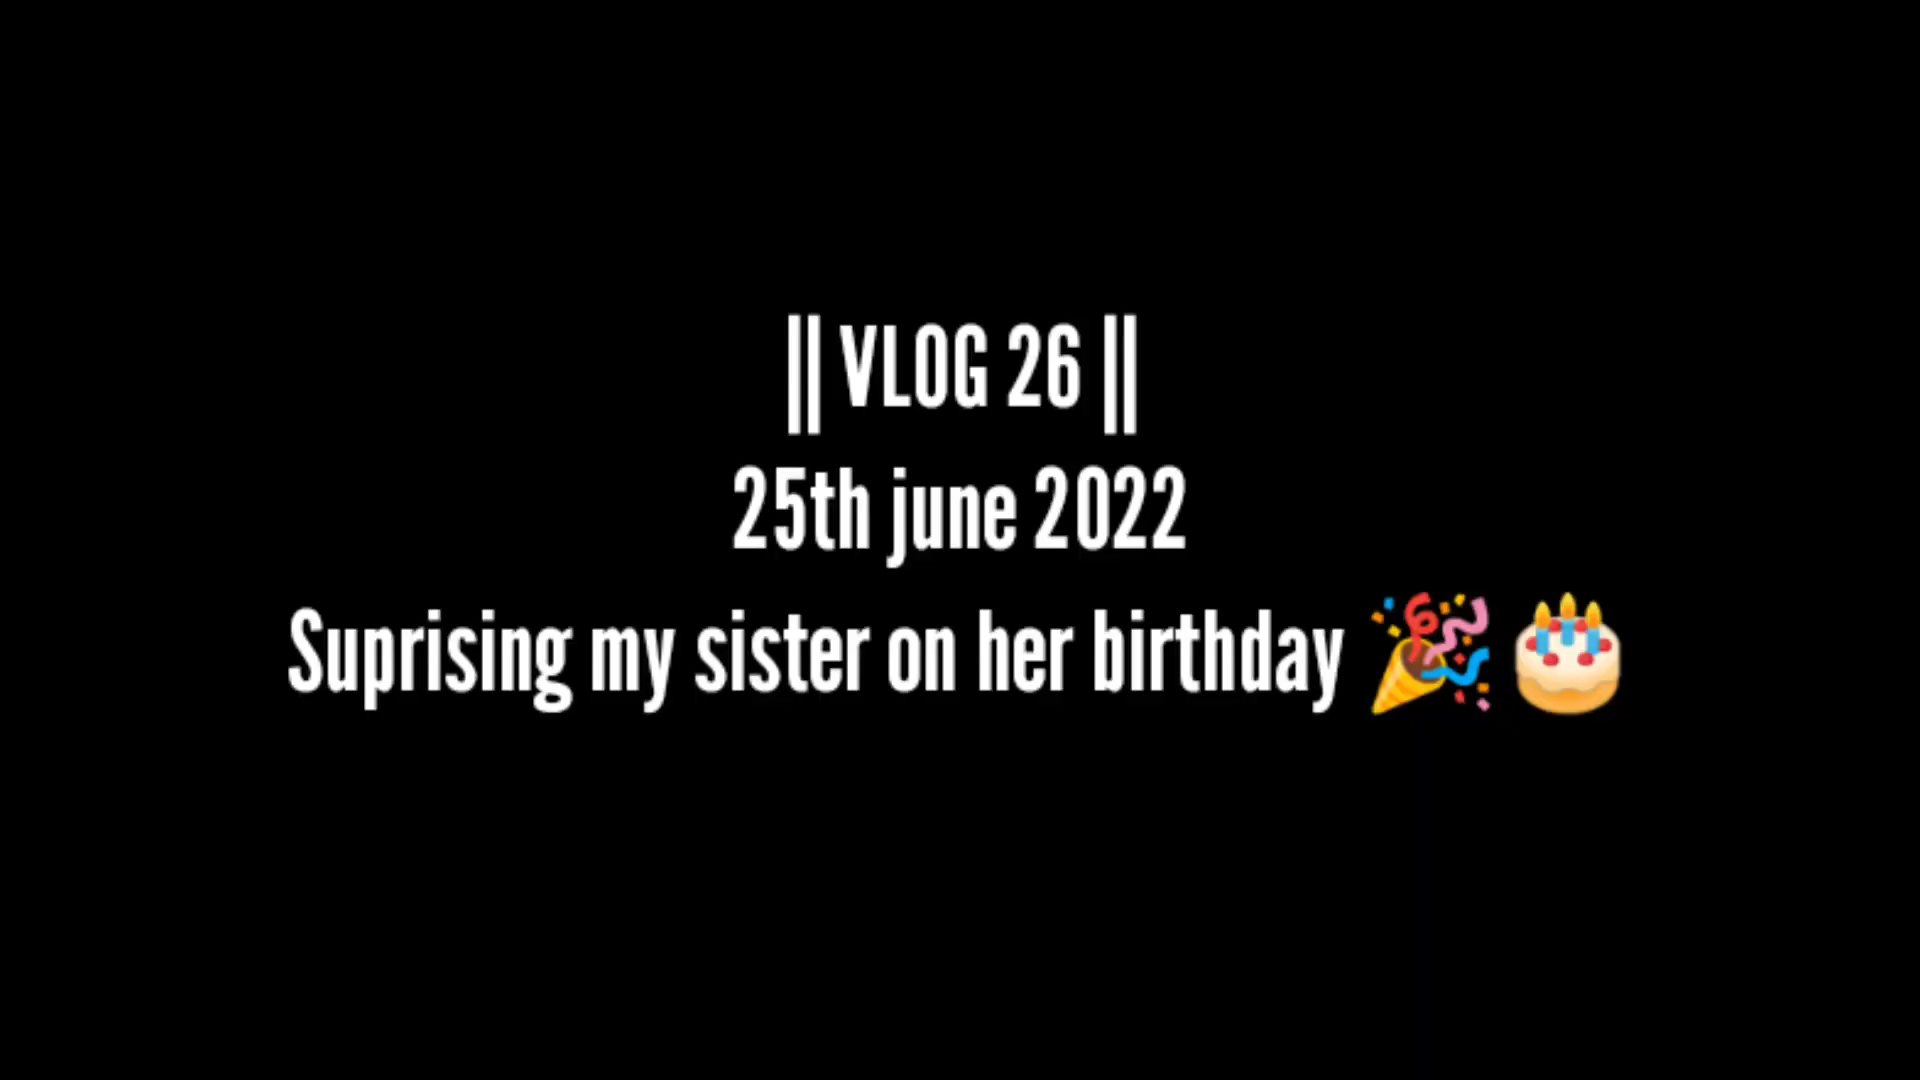 || VLOG 26 ||
25th june 2022
Suprising my sister on her birthday 🎉 🎂